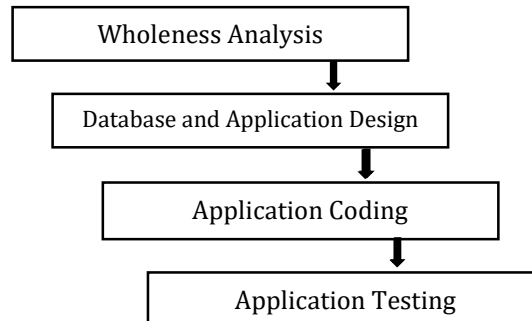 Wholeness Analysis
Database and Application Design
Application Coding
Application Testing